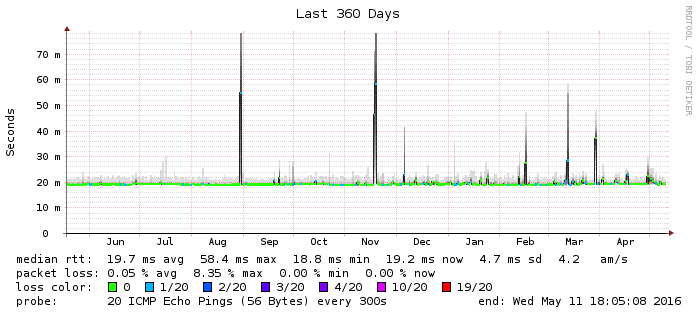 Last 360 Days
RRDTOOL / TOBI OETIKER
Seconds
70 m
60 m
50 m
40 m
30 m
20 m
10 m
0
Jun Jul Aug Sep Oct Nov Dec Jan Feb Mar Apr
median rtt: 19.7 ms avg 58.4 ms max 18.8 ms min 19.2 ms now 4.7 ms sd 4.2 am/s
packet loss: 0.05 % avg 8.35 % max 0.00 % min 0.00 % now
loss color: 0 1/20 2/20 3/20 4/20 10/20 19/20
probe: 20 ICMP Echo Pings (56 Bytes) every 300s end: Wed May 11 18:05:08 2016